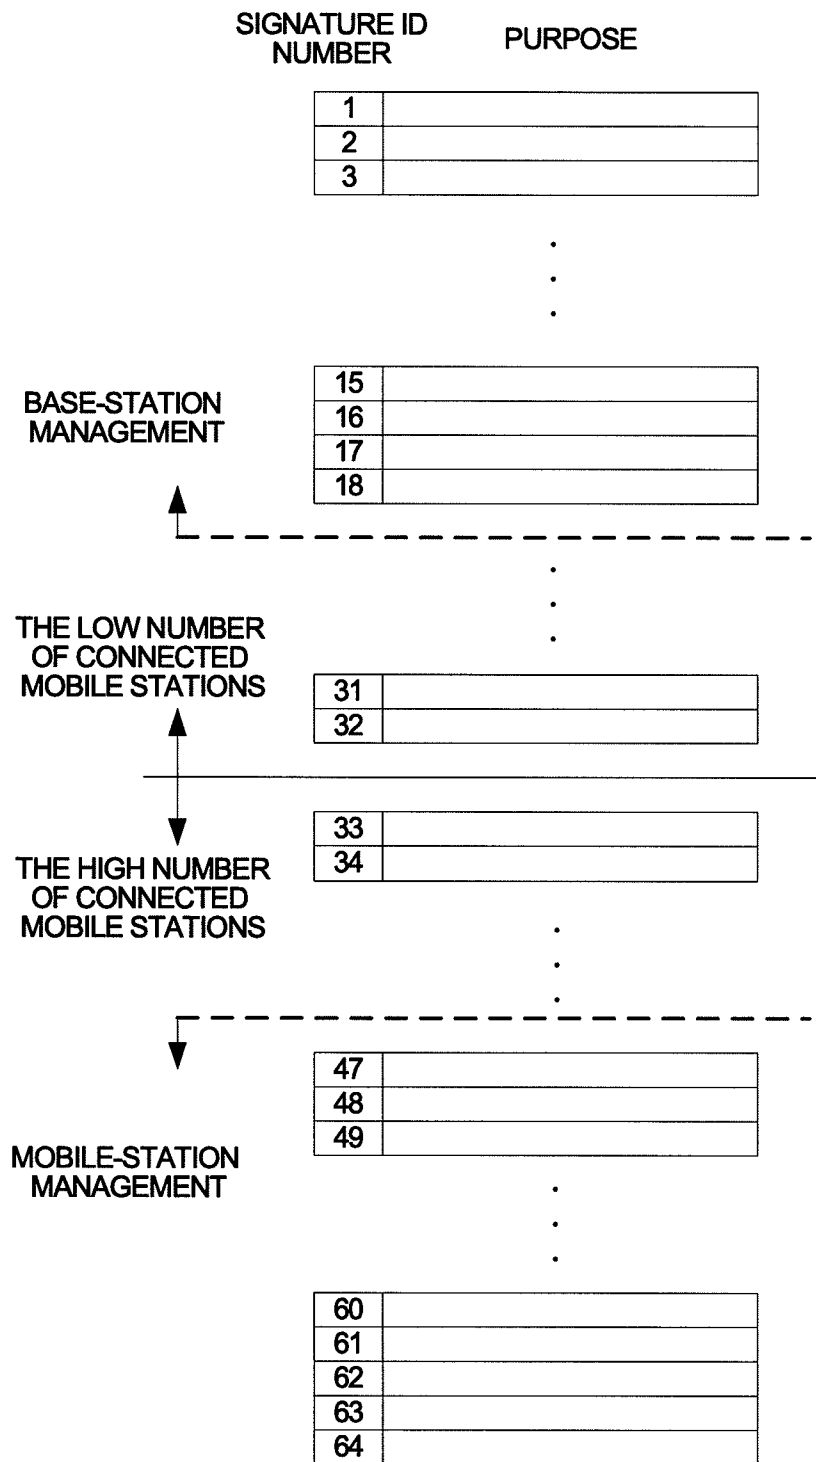 SIGNATURE ID
NUMBER
PURPOSE
1
2
3
15
16
17
18
BASE-STATION
MANAGEMENT
THE LOW NUMBER
OF CONNECTED
MOBILE STATIONS
31
32
33
34
THE HIGH NUMBER
OF CONNECTED
MOBILE STATIONS
47
48
49
MOBILE-STATION
MANAGEMENT
60
61
62
63
64